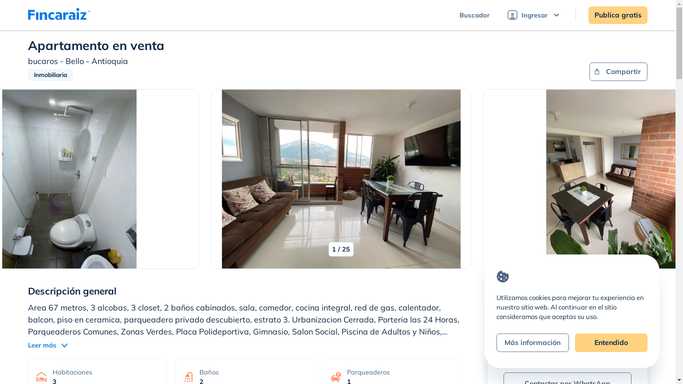 Fincaraiz
Buscador
Ingresar
Publica gratis
Apartamento en venta
bucaros - Bello - Antioquia
Inmobiliaria
Compartir
1 / 25
Descripción general
Area 67 metros, 3 alcobas, 3 closet, 2 baños cabinados, sala, comedor, cocina integral, red de gas, calentador,
balcon, piso en ceramica, parqueadero privado descubierto, estrato 3. Urbanizacion Cerrada, Porteria las 24 Horas,
Parqueaderos Comunes, Zonas Verdes, Placa Polideportiva, Gimnasio, Salon Social, Piscina de Adultos y Niños,...
Leer más
Habitaciones
3
Baños
2
Parqueaderos
1
Utilizamos cookies para mejorar tu experiencia en
nuestro sitio web. Al continuar en el sitio
consideramos que aceptas su uso.
Más información
Entendido
Contactar por WhatsApp